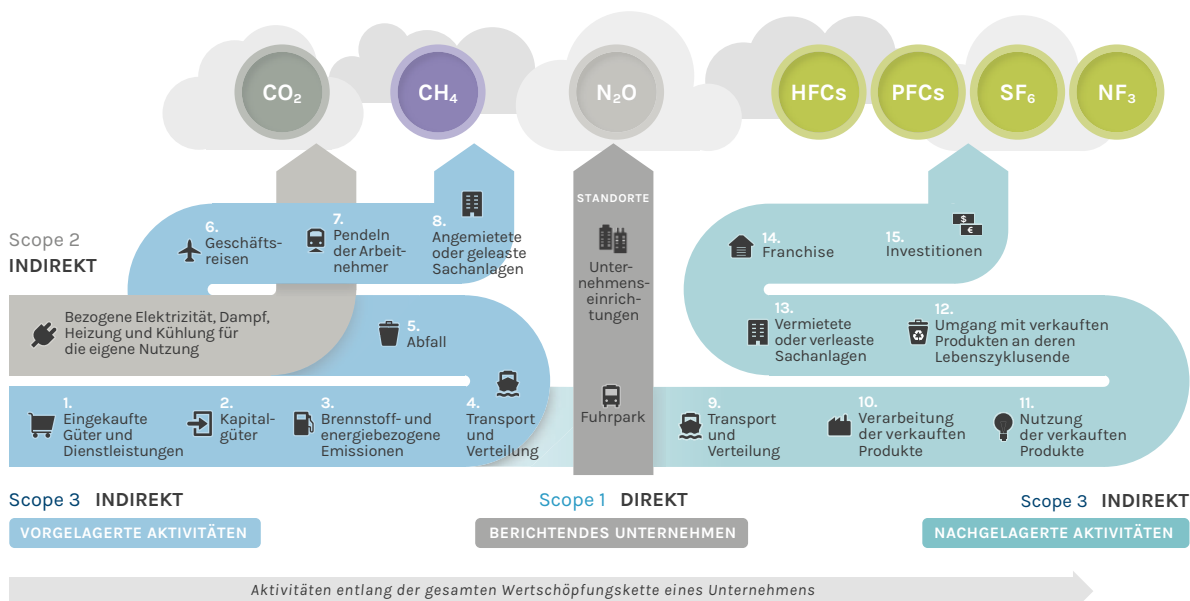 CO₂
CH₄
N₂O
HFCs
PFCs
SF₆
NF₃
Scope 2
INDIREKT
6.
Geschäfts-
reisen
7.
Pendeln
der Arbeit-
nehmer
8.
Angemietete
oder geleaste
Sachanlagen
STANDORTE
Unter-
nehmens-
einrich-
tungen
14.
Franchise
15.
Investitionen
$
€
Bezogene Elektrizität, Dampf,
Heizung und Kühlung für
die eigene Nutzung
5.
Abfall
13.
Vermietete
oder verleaste
Sachanlagen
12.
Umgang mit verkauften
Produkten an deren
Lebenszyklusende
1.
Eingekaufte
Güter und
Dienstleistungen
2.
Kapital-
güter
3.
Brennstoff- und
energiebezogene
Emissionen
4.
Transport
und
Verteilung
Fuhrpark
9.
Transport
und
Verteilung
10.
Verarbeitung
der verkauften
Produkte
11.
Nutzung
der verkauften
Produkte
Scope 3 INDIREKT
VORGELAGERTE AKTIVITÄTEN
Scope 1 DIREKT
BERICHTENDES UNTERNEHMEN
Scope 3 INDIREKT
NACHGELAGERTE AKTIVITÄTEN
Aktivitäten entlang der gesamten Wertschöpfungskette eines Unternehmens